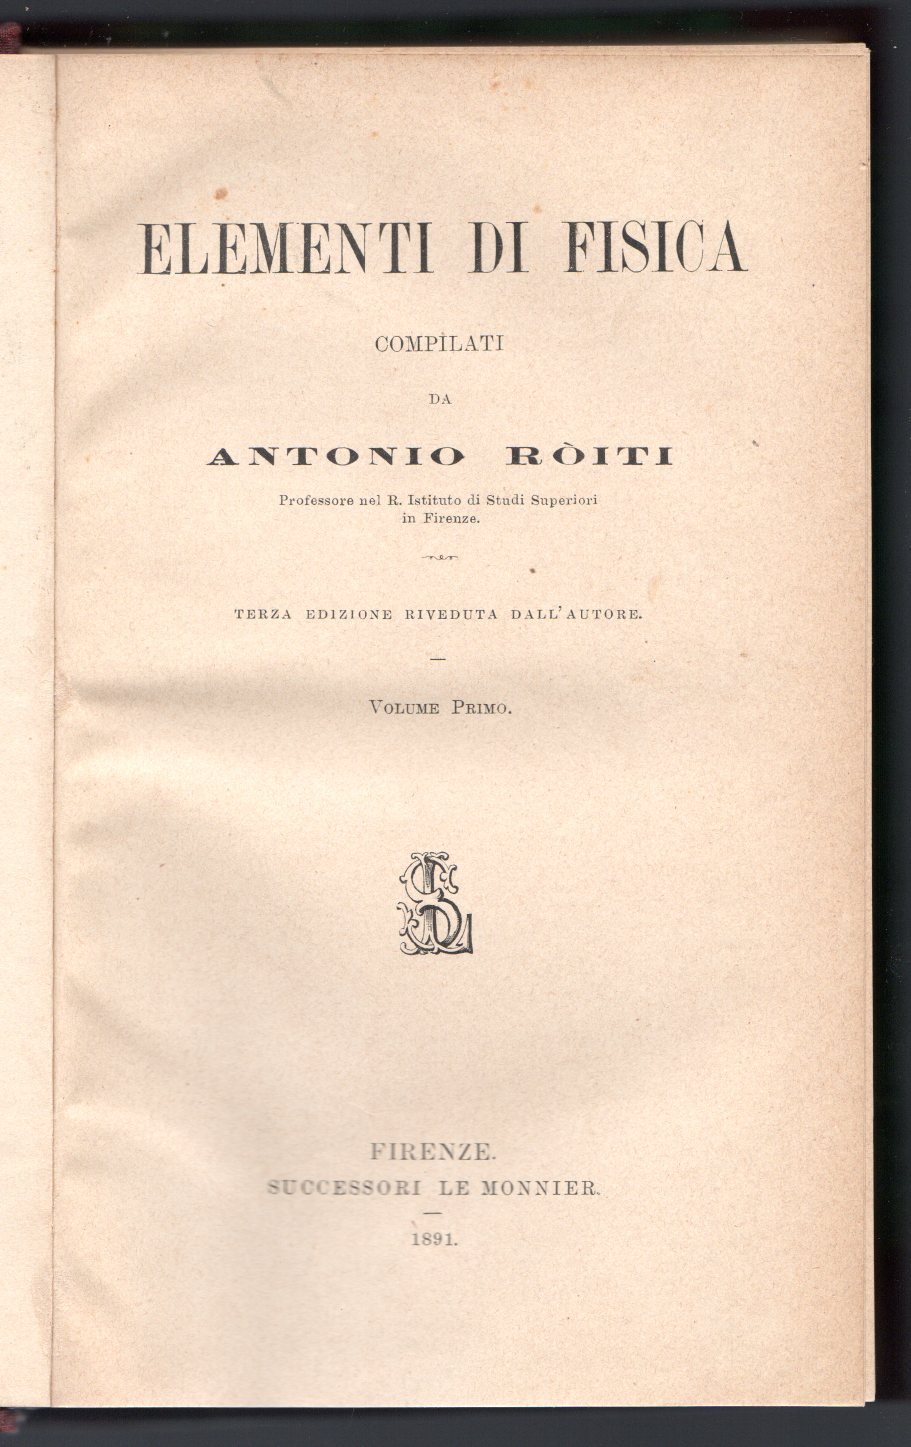 ELEMENTI DI FISICA
COMPILATI
DA
ANTONIO RÒITI
Professore nel R. Istituto di Studi Superiori
in Firenze.
TERZA EDIZIONE RIVEDUTA DALL'AUTORE.
VOLUME PRIMO.
FIRENZE.
SUCCESSORI LE MONNIER.
1891.